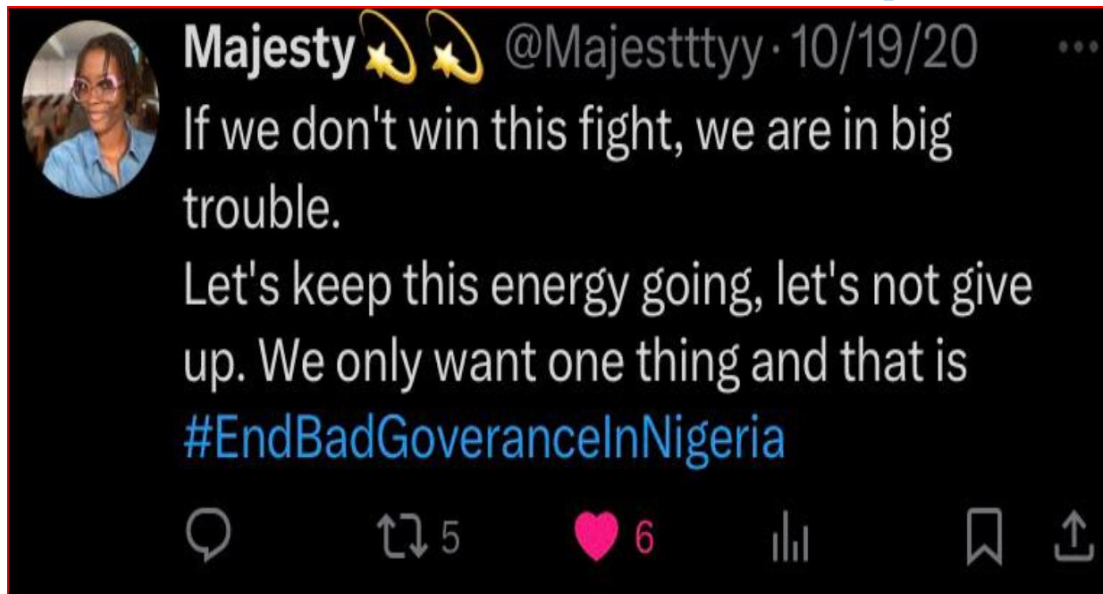 Majesty💫💫 @Majestttyy · 10/19/20
If we don't win this fight, we are in big
trouble.
Let's keep this energy going, let's not give
up. We only want one thing and that is
#EndBadGoveranceInNigeria
5 6